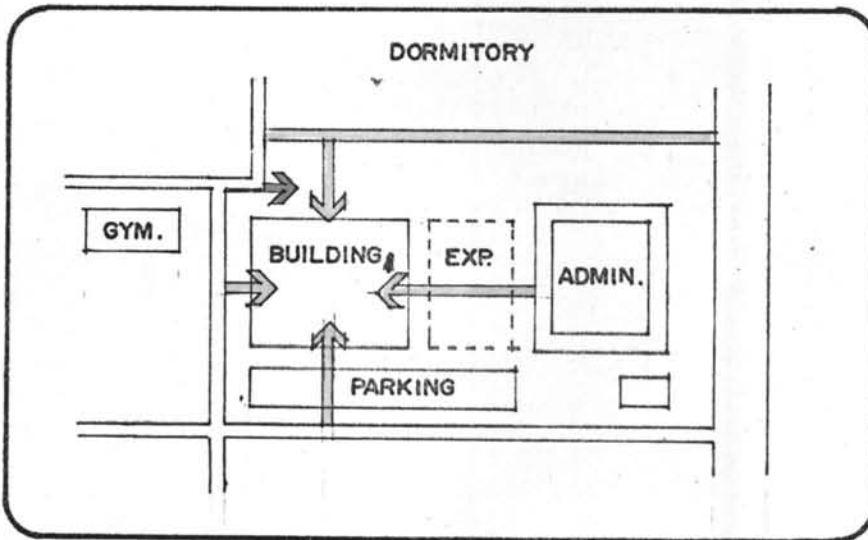 DORMITORY
GYM.
BUILDING
EXP.
ADMIN.
PARKING